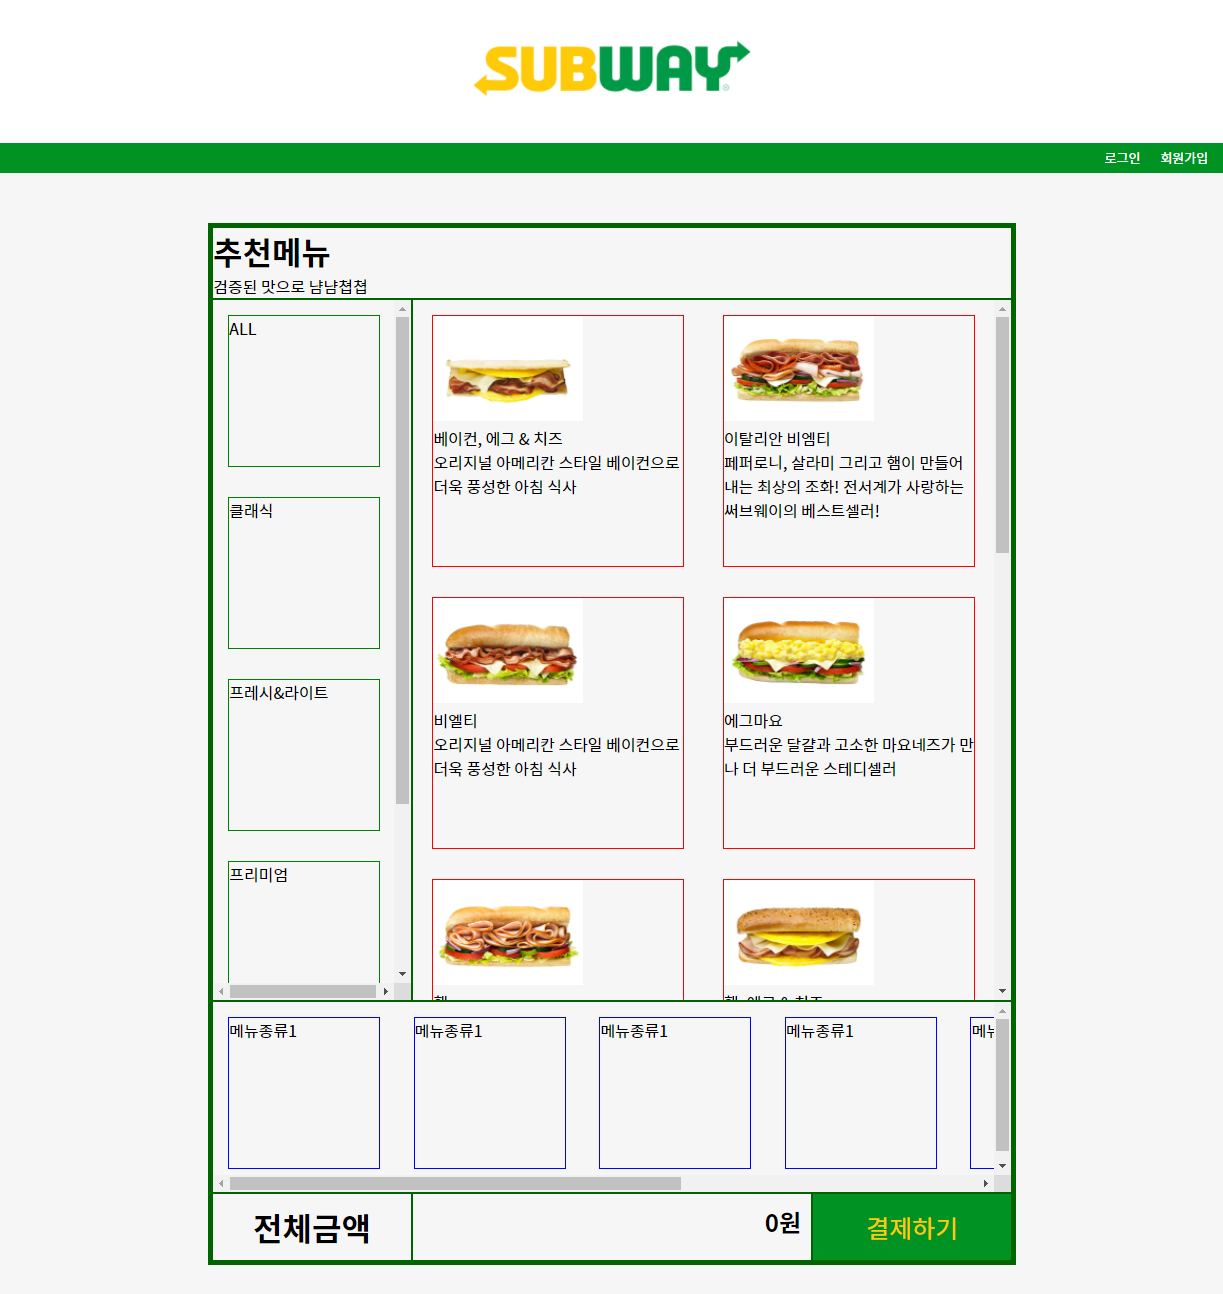 SUBWAY
로그인 회원가입
추천메뉴
검증된 맛으로 냠냠쳡쳡
ALL
클래식
프레시&라이트
프리미엄
베이컨, 에그 & 치즈
오리지널 아메리칸 스타일 베이컨으로
더욱 풍성한 아침 식사
이탈리안 비엠티
페퍼로니, 살라미 그리고 햄이 만들어
내는 최상의 조화! 전서계가 사랑하는
써브웨이의 베스트셀러!
비엘티
오리지널 아메리칸 스타일 베이컨으로
더욱 풍성한 아침 식사
에그마요
부드러운 달걀과 고소한 마요네즈가 만
나 더 부드러운 스테디셀러
메뉴종류1
메뉴종류1
메뉴종류1
메뉴종류1
전체금액
0원
결제하기